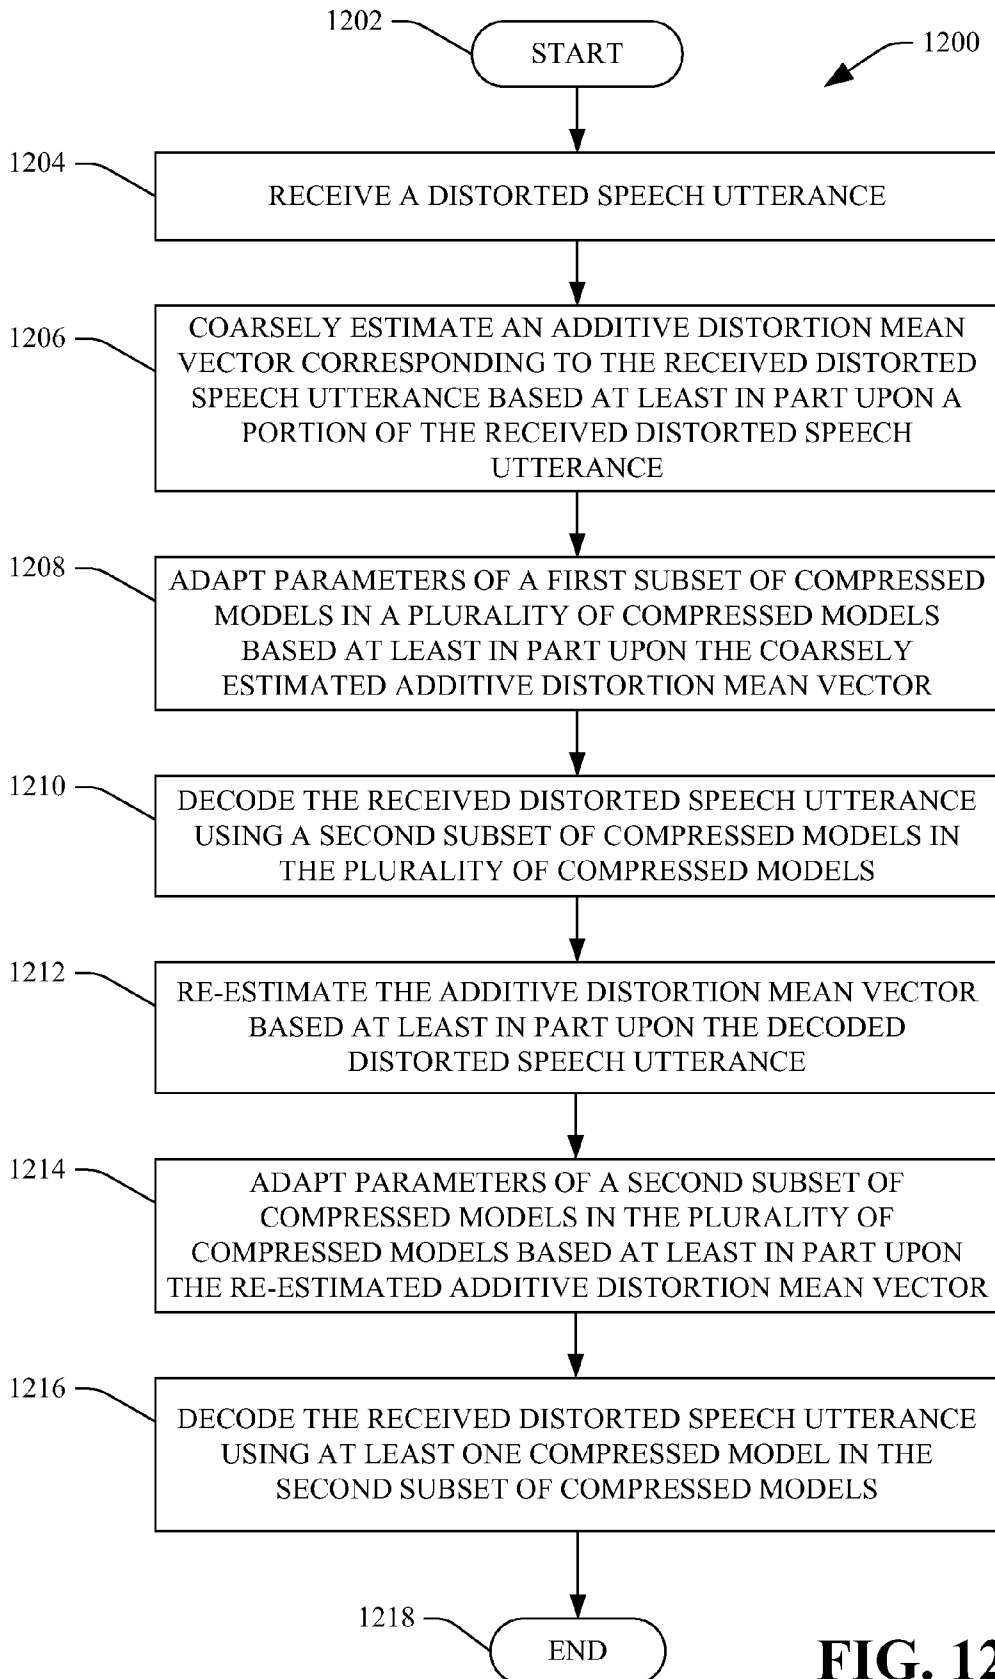 1202
START
1200
1204
RECEIVE A DISTORTED SPEECH UTTERANCE
1206
COARSELY ESTIMATE AN ADDITIVE DISTORTION MEAN
VECTOR CORRESPONDING TO THE RECEIVED DISTORTED
SPEECH UTTERANCE BASED AT LEAST IN PART UPON A
PORTION OF THE RECEIVED DISTORTED SPEECH
UTTERANCE
1208
ADAPT PARAMETERS OF A FIRST SUBSET OF COMPRESSED
MODELS IN A PLURALITY OF COMPRESSED MODELS
BASED AT LEAST IN PART UPON THE COARSELY
ESTIMATED ADDITIVE DISTORTION MEAN VECTOR
1210
DECODE THE RECEIVED DISTORTED SPEECH UTTERANCE
USING A SECOND SUBSET OF COMPRESSED MODELS IN
THE PLURALITY OF COMPRESSED MODELS
1212
RE-ESTIMATE THE ADDITIVE DISTORTION MEAN VECTOR
BASED AT LEAST IN PART UPON THE DECODED
DISTORTED SPEECH UTTERANCE
1214
ADAPT PARAMETERS OF A SECOND SUBSET OF
COMPRESSED MODELS IN THE PLURALITY OF
COMPRESSED MODELS BASED AT LEAST IN PART UPON
THE RE-ESTIMATED ADDITIVE DISTORTION MEAN VECTOR
1216
DECODE THE RECEIVED DISTORTED SPEECH UTTERANCE
USING AT LEAST ONE COMPRESSED MODEL IN THE
SECOND SUBSET OF COMPRESSED MODELS
1218
END
FIG. 12